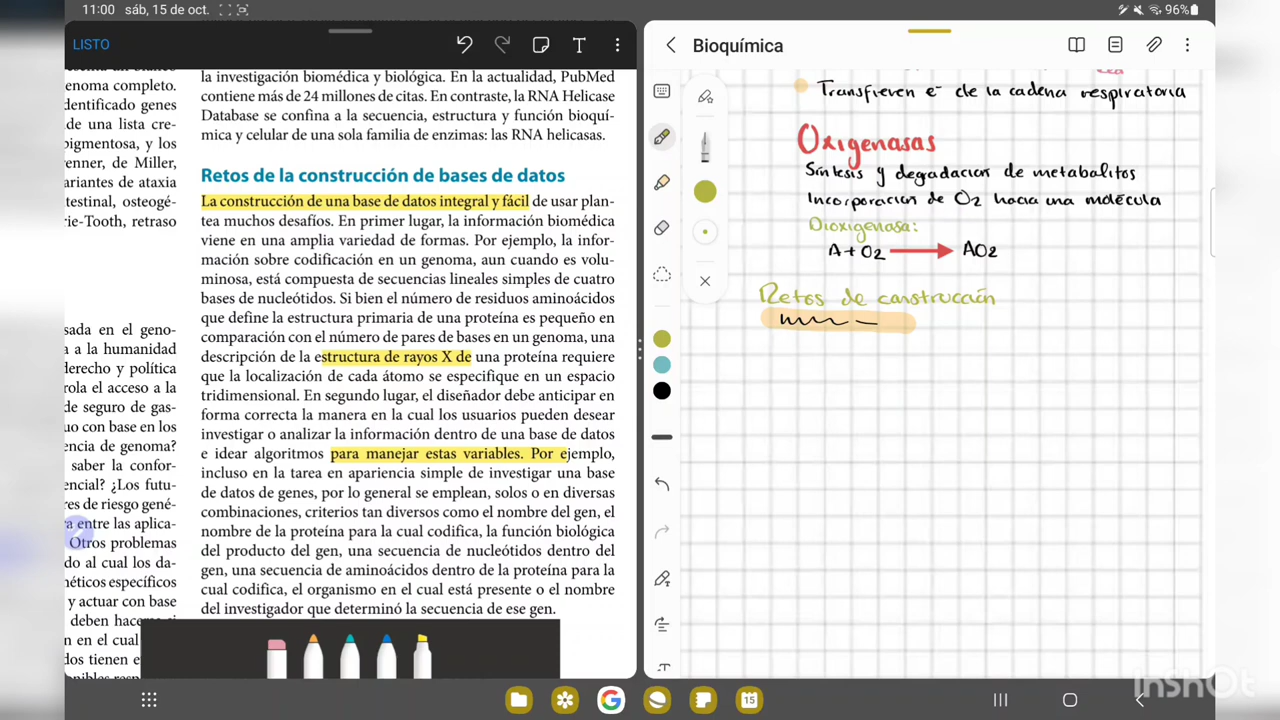 11:00 sáb, 15 de oct.
96%
LISTO
T
enoma completo.
dentificado genes
de una lista cre-
pigmentosa, y los
enner, de Miller,
ariantes de ataxia
testinal, osteogé-
rie-Tooth, retraso
sada en el geno-
a a la humanidad
derecho y política
rola el acceso a la
de seguro de gas-
uo con base en los
encia de genoma?
saber la confor-
encial? ¿Los futu-
res de riesgo gené-
ra entre las aplica-
Otros problemas
do al cual los da-
néticos específicos
y actuar con base
deben hace
n en el cual
dos tienen e
la investigación biomédica y biológica. En la actualidad, PubMed
contiene más de 24 millones de citas. En contraste, la RNA Helicase
Database se confina a la secuencia, estructura y función bioquí-
mica y celular de una sola familia de enzimas: las RNA helicasas.
Retos de la construcción de bases de datos
La construcción de una base de datos integral y fácil de usar plan-
tea muchos desafíos. En primer lugar, la información biomédica
viene en una amplia variedad de formas. Por ejemplo, la infor-
mación sobre codificación en un genoma, aun cuando es volu-
minosa, está compuesta de secuencias lineales simples de cuatro
bases de nucleótidos. Si bien el número de residuos aminoácidos
que define la estructura primaria de una proteína es pequeño en
comparación con el número de pares de bases en un genoma, una
descripción de la estructura de rayos X de una proteína requiere
que la localización de cada átomo se especifique en un espacio
tridimensional. En segundo lugar, el diseñador debe anticipar en
forma correcta la manera en la cual los usuarios pueden desear
investigar o analizar la información dentro de una base de datos
e idear algoritmos para manejar estas variables. Por ejemplo,
incluso en la tarea en apariencia simple de investigar una base
de datos de genes, por lo general se emplean, solos o en diversas
combinaciones, criterios tan diversos como el nombre del gen, el
nombre de la proteína para la cual codifica, la función biológica
del producto del gen, una secuencia de nucleótidos dentro del
gen, una secuencia de aminoácidos dentro de la proteína para la
cual codifica, el organismo en el cual está presente o el nombre
del investigador que determinó la secuencia de ese gen.
Bioquímica
Transfieren e- de la cadena respiratoria
Oxigenasas
Síntesis y degradación de metabolitos
Incorporación de O2 hacia una molécula
Dioxigenasa:
A + O2 → AO2
Retos de construcción
15
InShOt